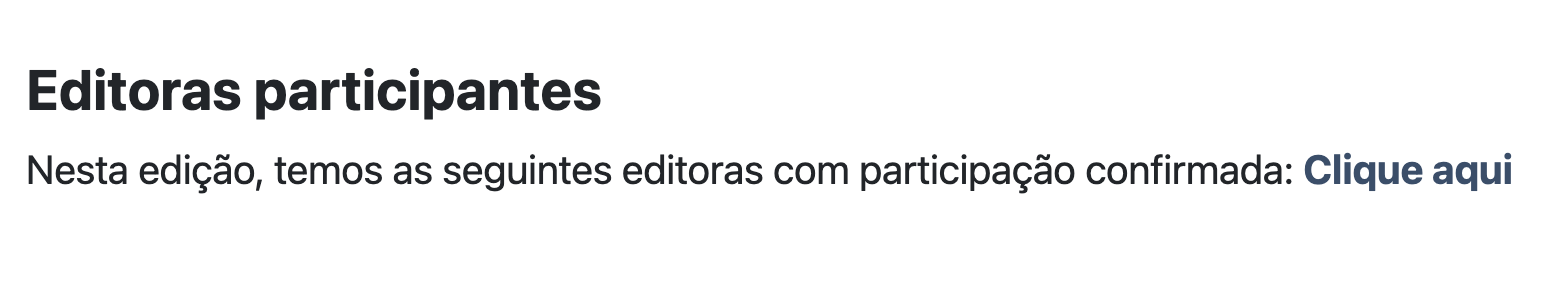 Editoras participantes
Nesta edição, temos as seguintes editoras com participação confirmada: Clique aqui